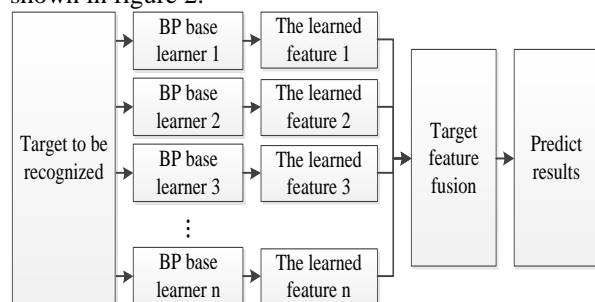 shown in figure 2.
Target to be
recognized
BP base
learner 1
The learned
feature 1
BP base
learner 2
The learned
feature 2
BP base
learner 3
The learned
feature 3
⋮
BP base
learner n
The learned
feature n
Target
feature
fusion
Predict
results